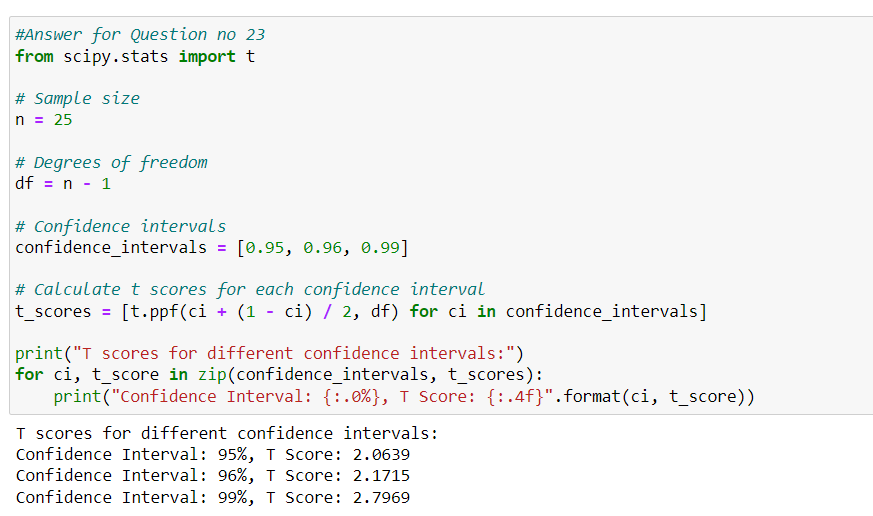 #Answer for Question no 23
from scipy.stats import t
# Sample size
n = 25
# Degrees of freedom
df = n - 1
# Confidence intervals
confidence_intervals = [0.95, 0.96, 0.99]
# Calculate t scores for each confidence interval
t_scores = [t.ppf(ci + (1 - ci) / 2, df) for ci in confidence_intervals]
print("T scores for different confidence intervals:")
for ci, t_score in zip(confidence_intervals, t_scores):
    print("Confidence Interval: {:.0%}, T Score: {:.4f}".format(ci, t_score))
T scores for different confidence intervals:
Confidence Interval: 95%, T Score: 2.0639
Confidence Interval: 96%, T Score: 2.1715
Confidence Interval: 99%, T Score: 2.7969